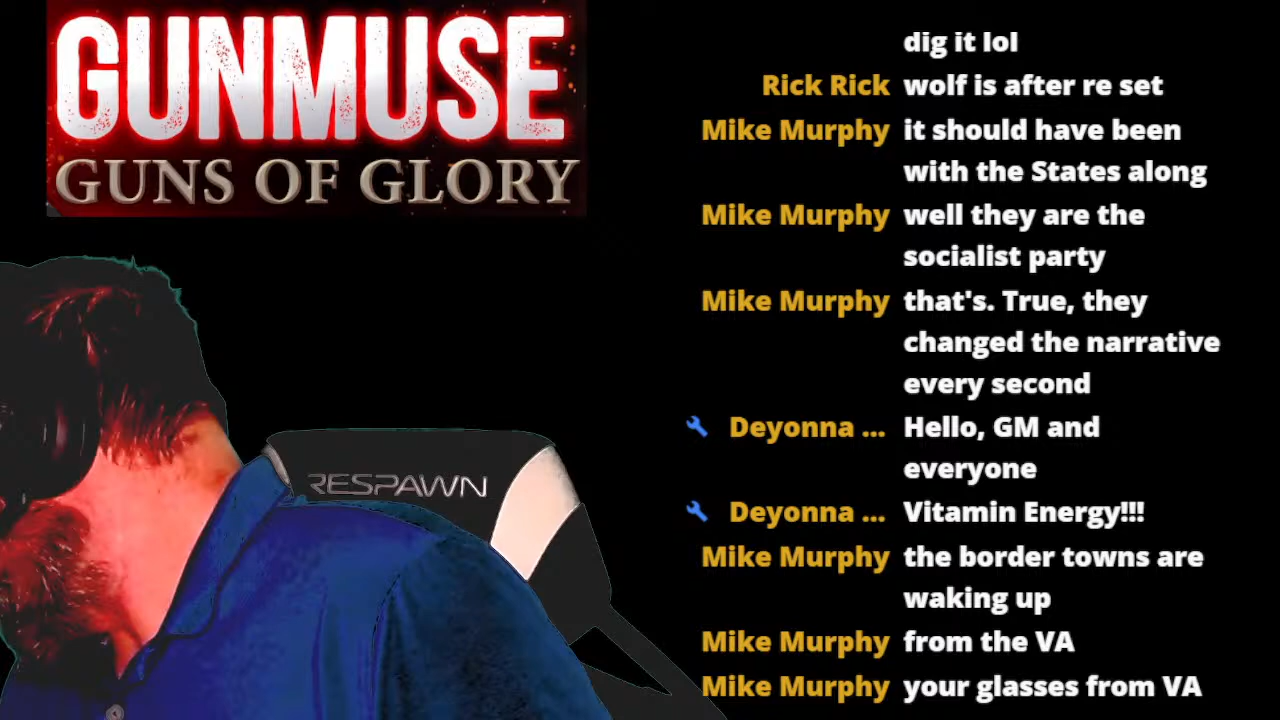 GUNMUSE
GUNS OF GLORY
RESPAWN
dig it lol
Rick Rick wolf is after re set
Mike Murphy it should have been
with the States along
Mike Murphy well they are the
socialist party
Mike Murphy that's. True, they
changed the narrative
every second
Deyonna ... Hello, GM and
everyone
Deyonna ... Vitamin Energy!!!
Mike Murphy the border towns are
waking up
Mike Murphy from the VA
Mike Murphy your glasses from VA